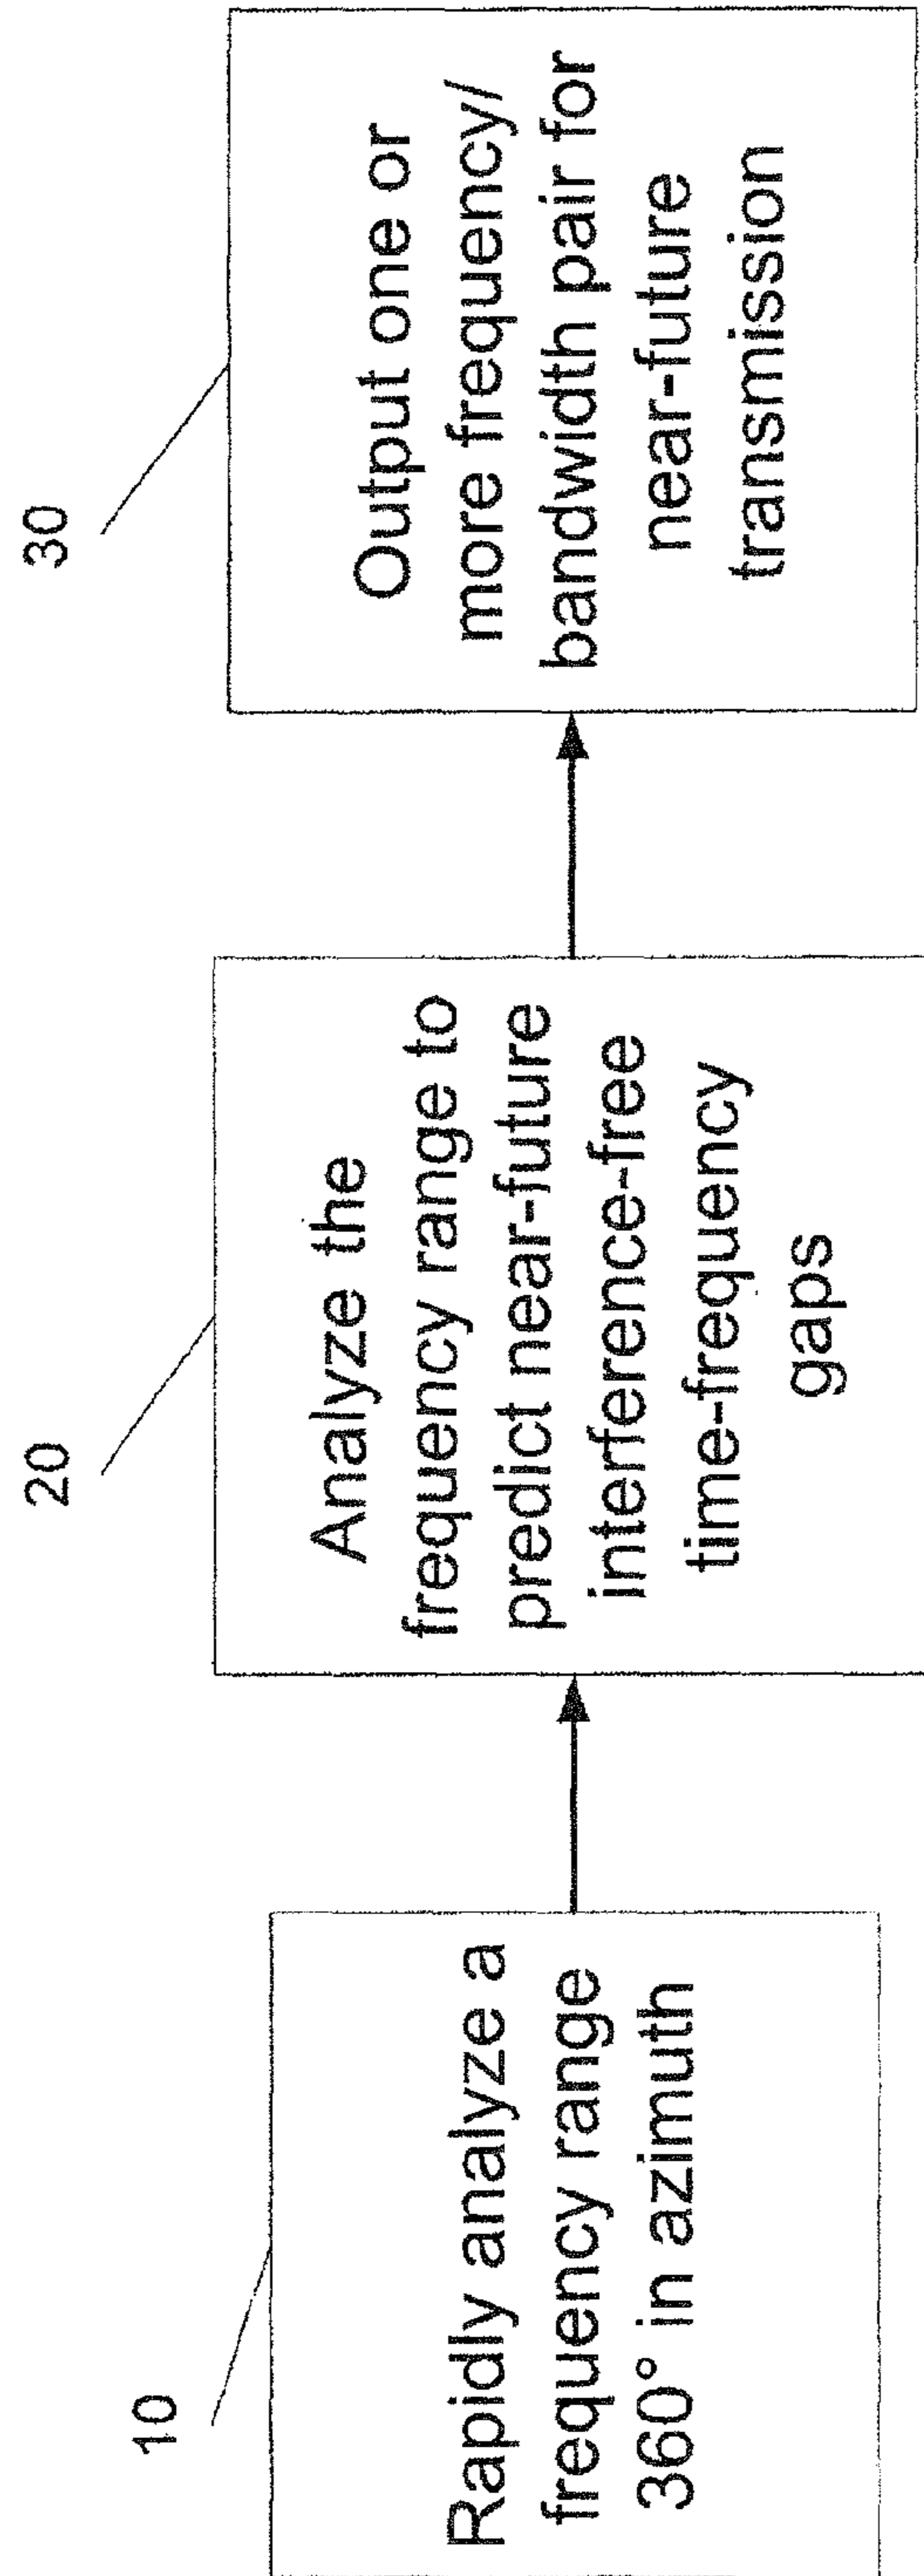 10
Rapidly analyze a
frequency range
360° in azimuth
20
Analyze the
frequency range to
predict near-future
interference-free
time-frequency
gaps
30
Output one or
more frequency/
bandwidth pair for
near-future
transmission